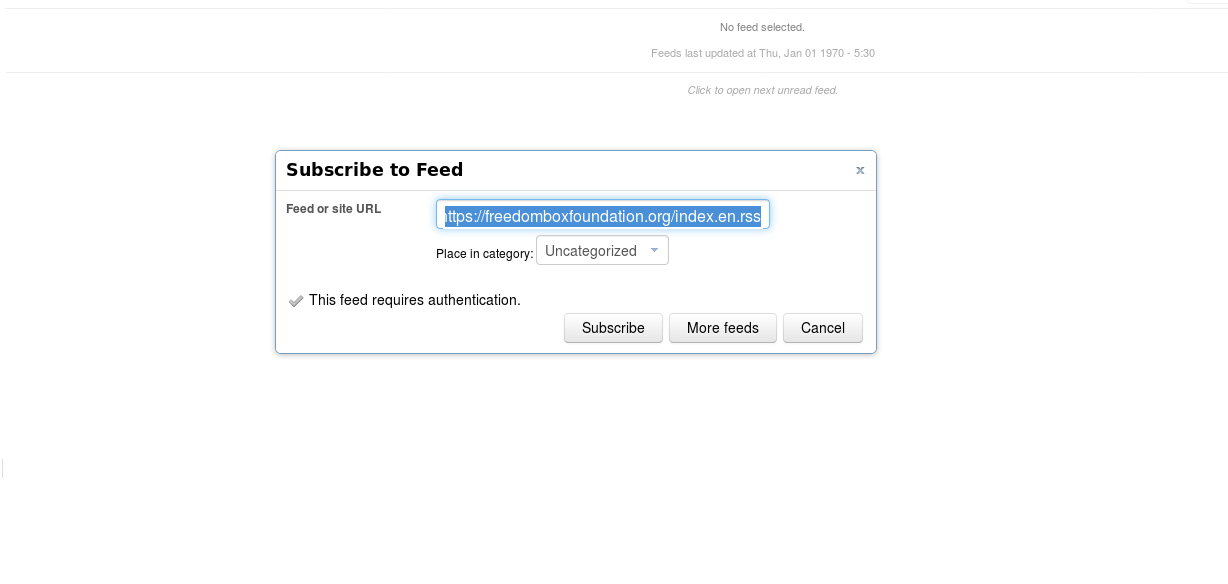 No feed selected.
Feeds last updated at Thu, Jan 01 1970 - 5:30
Click to open next unread feed.
Subscribe to Feed
x
Feed or site URL
https://freedomboxfoundation.org/index.en.rss
Place in category: Uncategorized
This feed requires authentication.
Subscribe More feeds Cancel